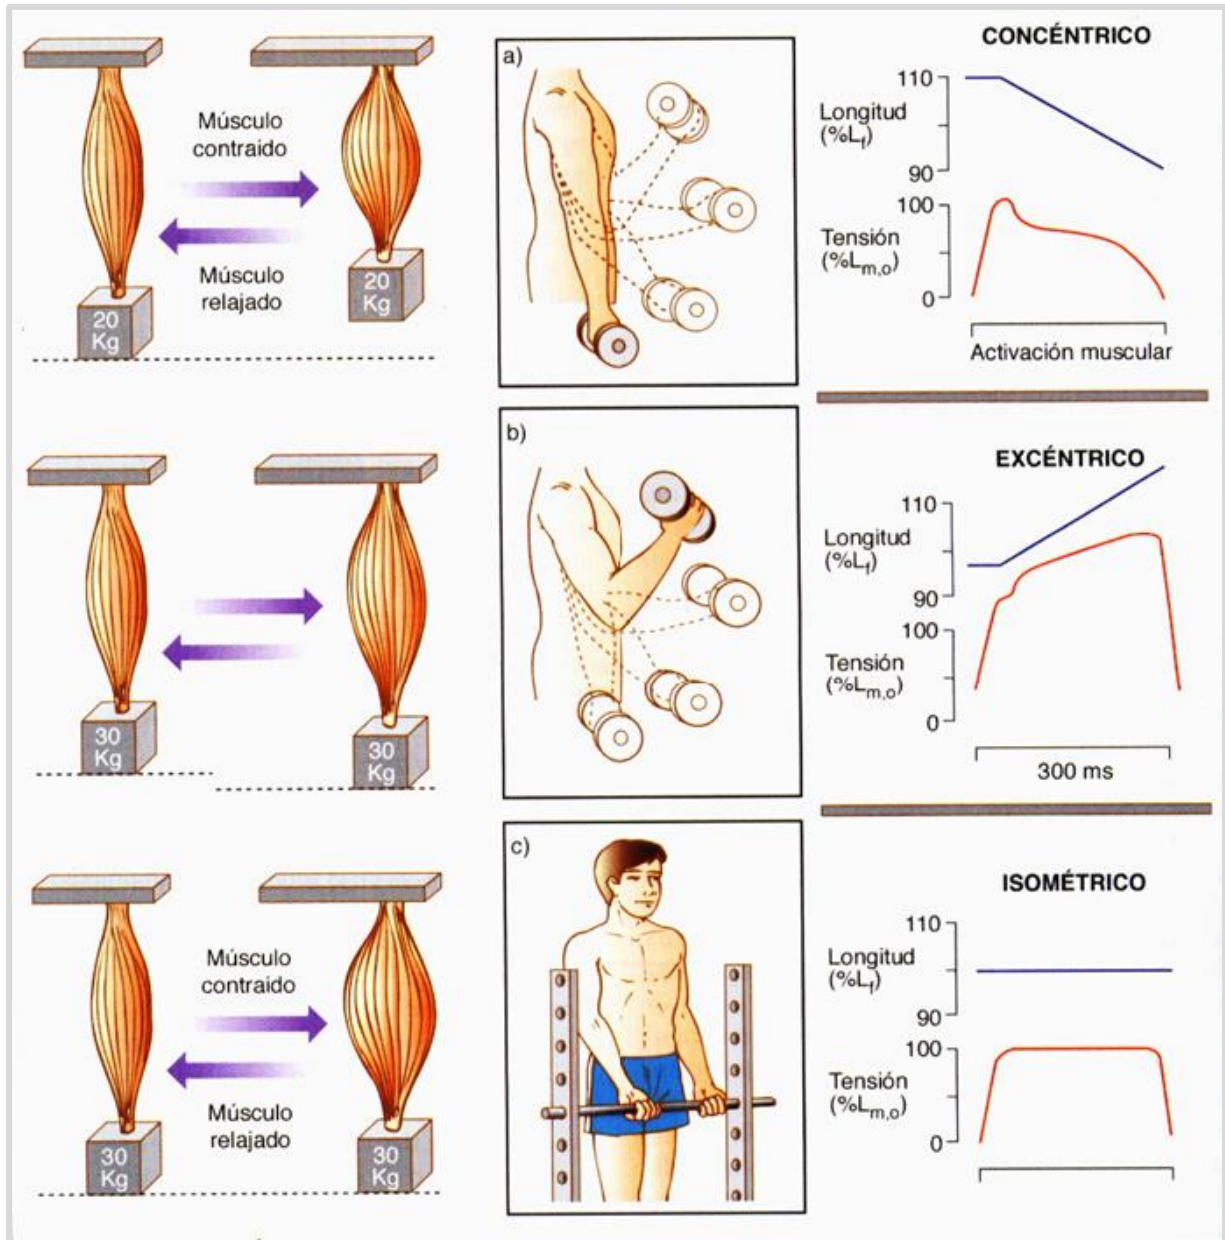 Músculo
contraido
Músculo
relajado
20
Kg
20
Kg
a)
CONCÉNTRICO
110
Longitud
(%Lf)
90
100
Tensión
(%Lm,o)
0
Activación muscular
30
Kg
30
Kg
b)
EXCÉNTRICO
110
Longitud
(%Lf)
90
100
Tensión
(%Lm,o)
0
300 ms
Músculo
contraido
Músculo
relajado
30
Kg
30
Kg
c)
ISOMÉTRICO
110
Longitud
(%Lf)
90
100
Tensión
(%Lm,o)
0